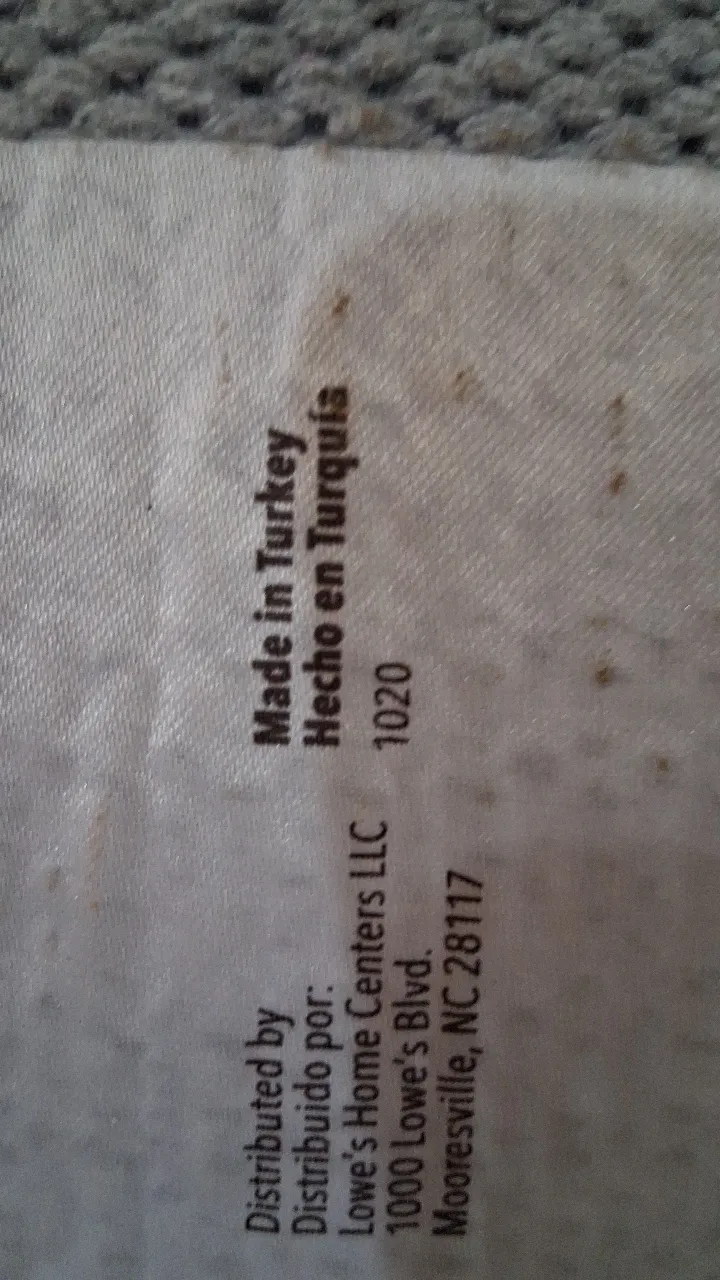 Distributed by
Distribuido por:
Lowe's Home Centers LLC
1000 Lowe's Blvd.
Mooresville, NC 28117
Made in Turkey
Hecho en Turquía
1020